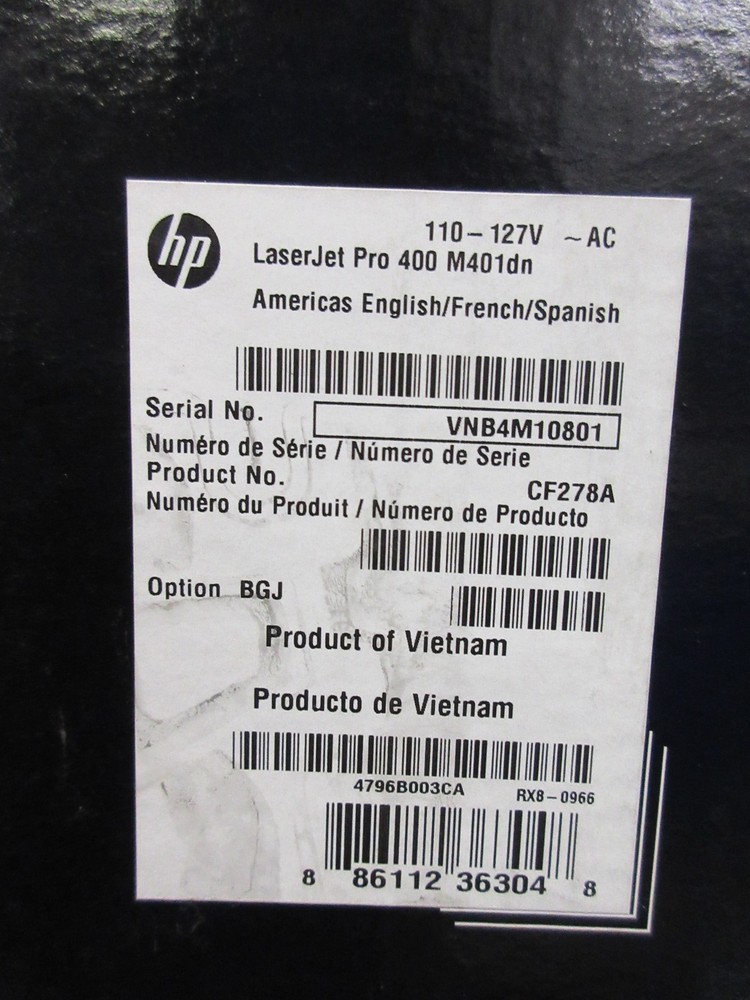 hp
110-127V ~AC
LaserJet Pro 400 M401dn
Americas English/French/Spanish
Serial No. VNB4M10801
Numéro de Série / Número de Serie
Product No. CF278A
Numéro du Produit / Número de Producto
Option BGJ
Product of Vietnam
Producto de Vietnam
4796B003CA RX8-0966
8 86112 36304 8